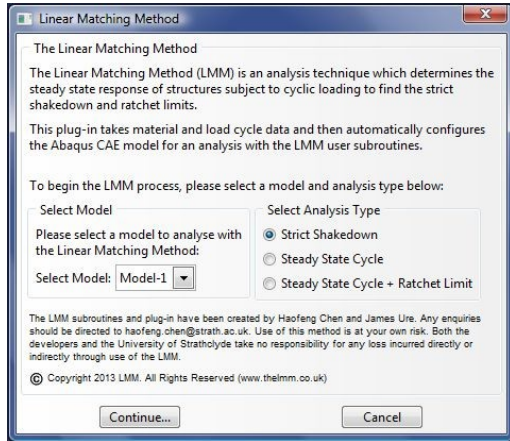 Linear Matching Method
The Linear Matching Method
The Linear Matching Method (LMM) is an analysis technique which determines the
steady state response of structures subject to cyclic loading to find the strict
shakedown and ratchet limits.
This plug-in takes material and load cycle data and then automatically configures
the Abaqus CAE model for an analysis with the LMM user subroutines.
To begin the LMM process, please select a model and analysis type below:
Select Model
Please select a model to analyse with
the Linear Matching Method:
Select Model: Model-1
Select Analysis Type
Strict Shakedown
Steady State Cycle
Steady State Cycle + Ratchet Limit
The LMM subroutines and plug-in have been created by Haofeng Chen and James Ure. Any enquiries
should be directed to haofeng.chen@strath.ac.uk. Use of this method is at your own risk. Both the
developers and the University of Strathclyde take no responsibility for any loss incurred directly or
indirectly through use of the LMM.
© Copyright 2013 LMM. All Rights Reserved (www.thelmm.co.uk)
Continue...
Cancel